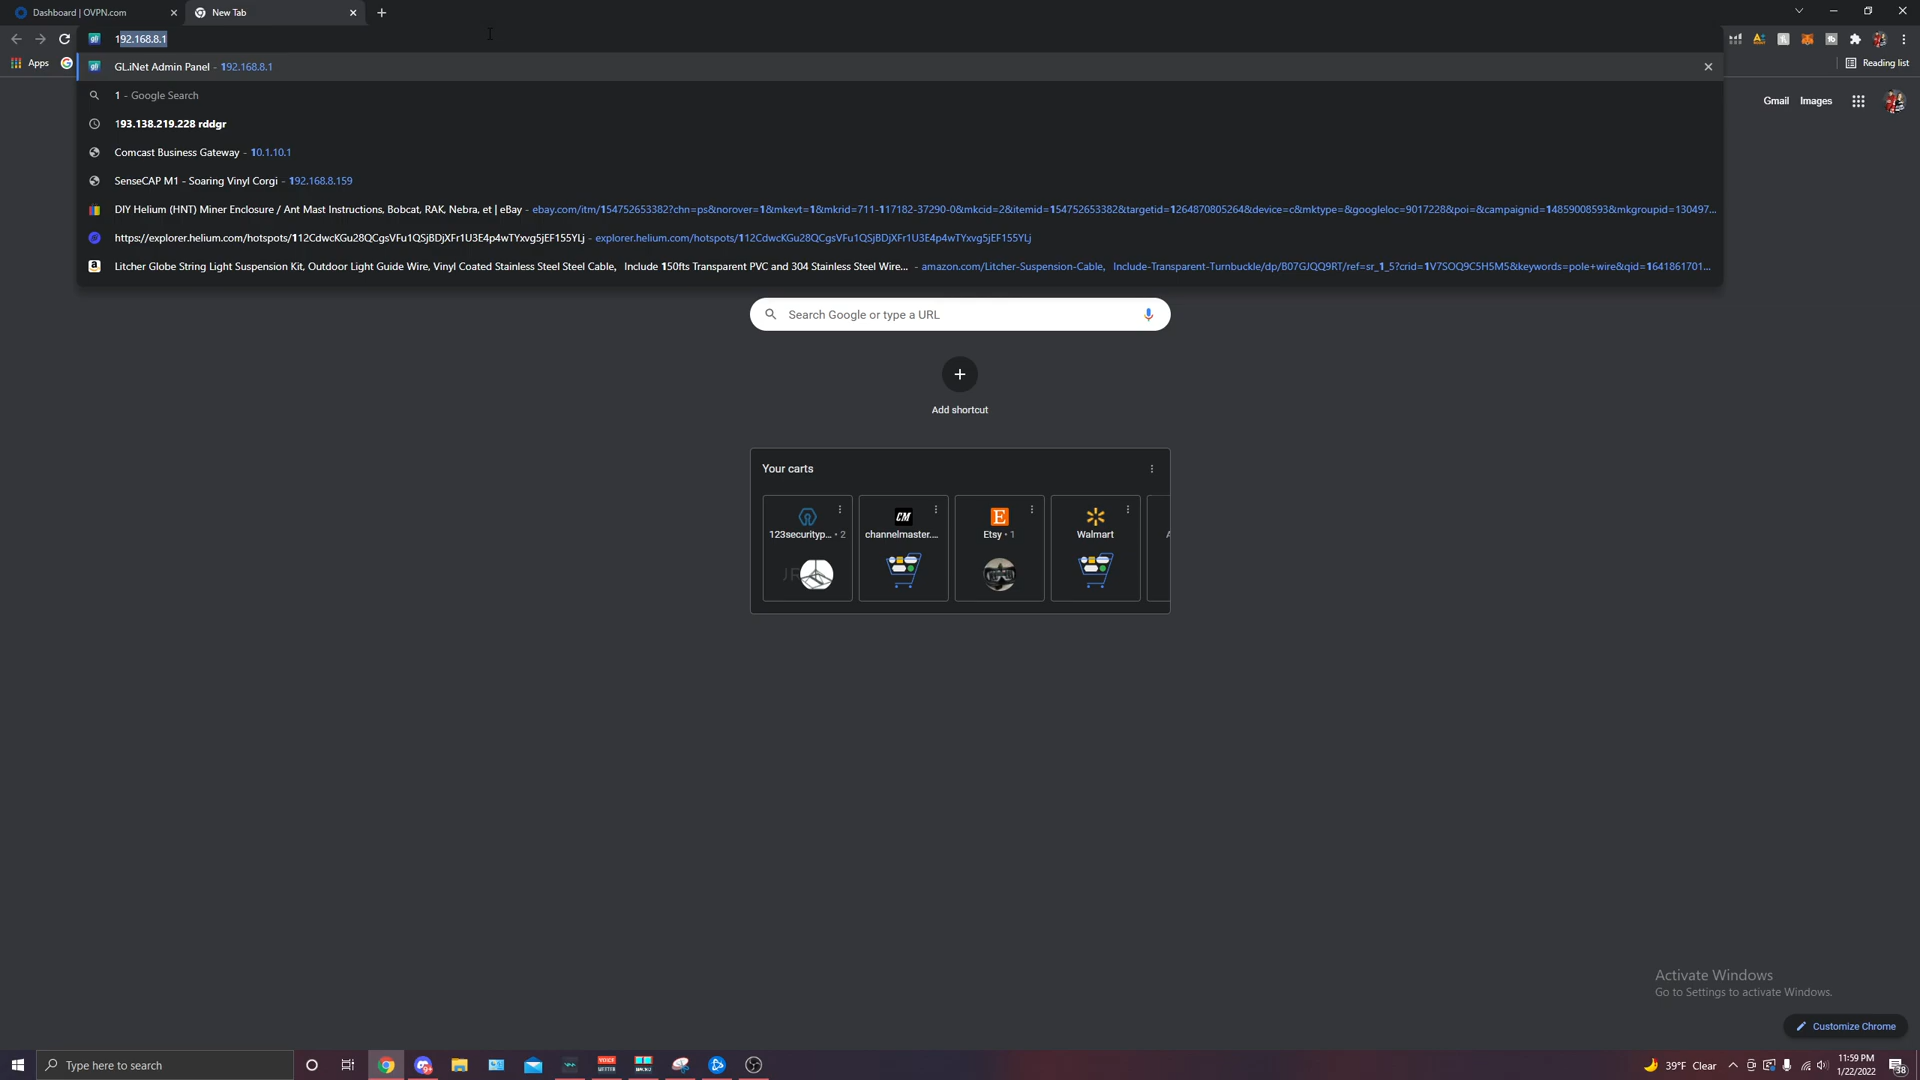 Dashboard | OVPN.com
New Tab
192.168.8.1
Apps
Reading list
GL.iNet Admin Panel - 192.168.8.1
1 - Google Search
193.138.219.228 rddgr
Comcast Business Gateway - 10.1.10.1
SenseCAP M1 - Soaring Vinyl Corgi - 192.168.8.159
DIY Helium (HNT) Miner Enclosure / Ant Mast Instructions, Bobcat, RAK, Nebra, et | eBay - ebay.com/itm/154752653382?chn=ps&norover=1&mkevt=1&mkrid=711-117182-37290-0&mkcid=2&itemid=154752653382&targetid=1264870805264&device=c&mktype=&googleloc=9017228&poi=&campaignid=14859008593&mkgroupid=130497...
https://explorer.helium.com/hotspots/112CdwcKGu28QCgsVFu1QSjBDjXFr1U3E4p4wTYxvg5jEF155YLj - explorer.helium.com/hotspots/112CdwcKGu28QCgsVFu1QSjBDjXFr1U3E4p4wTYxvg5jEF155YLj
Litcher Globe String Light Suspension Kit, Outdoor Light Guide Wire, Vinyl Coated Stainless Steel Steel Cable, Include 150fts Transparent PVC and 304 Stainless Steel Wire... - amazon.com/Litcher-Suspension-Cable, Include-Transparent-Turnbuckle/dp/B07GJQQ9RT/ref=sr_1_5?crid=1V7SOQ9C5H5M5&keywords=pole+wire&qid=1641861701...
Gmail Images
Search Google or type a URL
Add shortcut
Your carts
123securityp... • 2
channelmaster....
Etsy • 1
Walmart
Activate Windows
Go to Settings to activate Windows.
Customize Chrome
Type here to search
39°F Clear
11:59 PM
1/22/2022
38